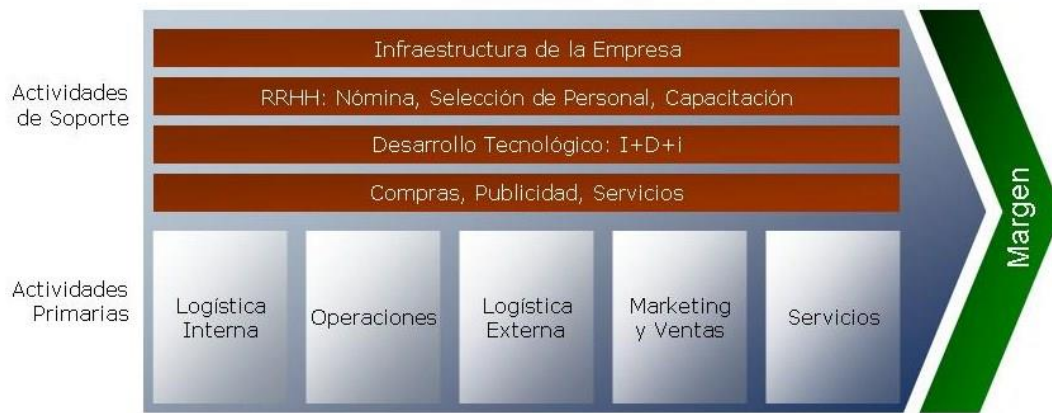 Actividades
de Soporte
Infraestructura de la Empresa
RRHH: Nómina, Selección de Personal, Capacitación
Desarrollo Tecnológico: I+D+i
Compras, Publicidad, Servicios
Actividades
Primarias
Logística
Interna
Operaciones
Logística
Externa
Marketing
y Ventas
Servicios
Margen